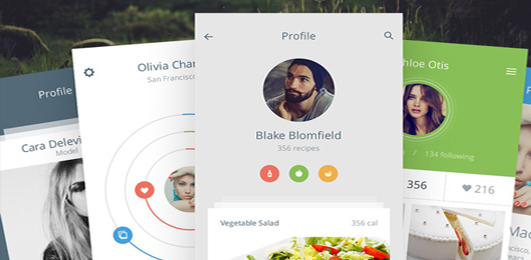 Profile
Cara Delevi
Model
Olivia Char
San Francisco
Profile
Blake Blomfield
356 recipes
Vegetable Salad 356 cal
hloe Otis
/ 134 following
356 216
Mac